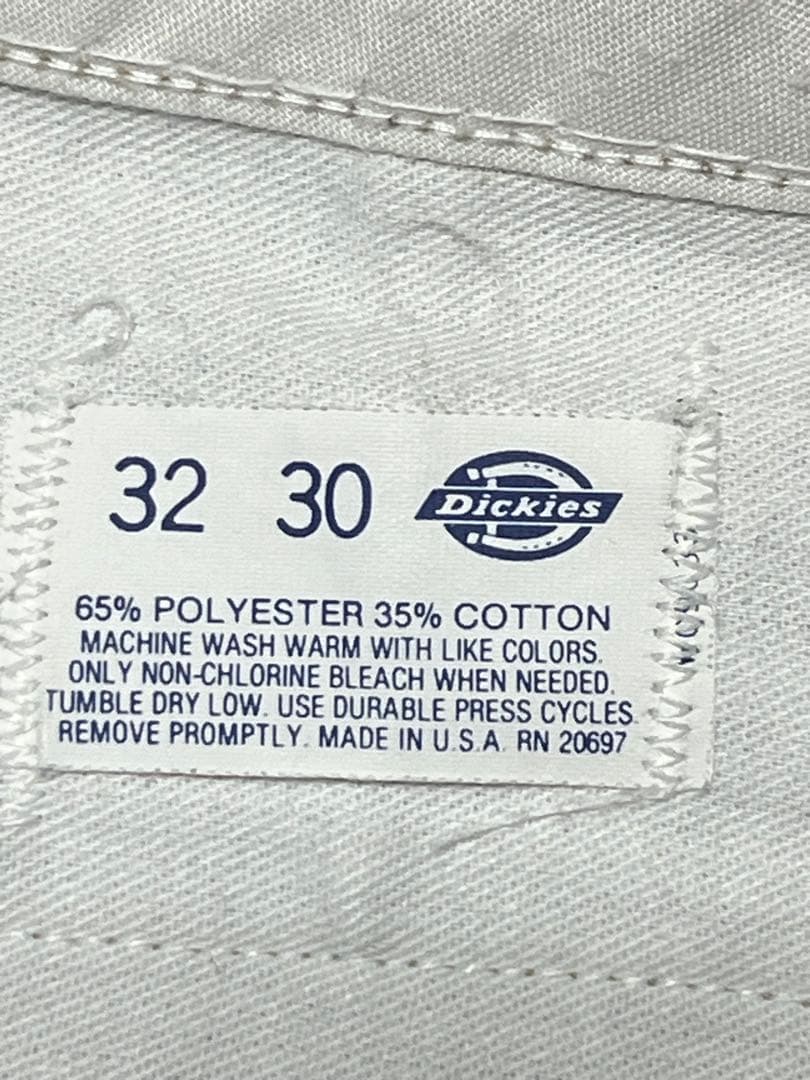 32 30 Dickies
65% POLYESTER 35% COTTON
MACHINE WASH WARM WITH LIKE COLORS.
ONLY NON-CHLORINE BLEACH WHEN NEEDED.
TUMBLE DRY LOW. USE DURABLE PRESS CYCLES.
REMOVE PROMPTLY. MADE IN U.S.A. RN 20697